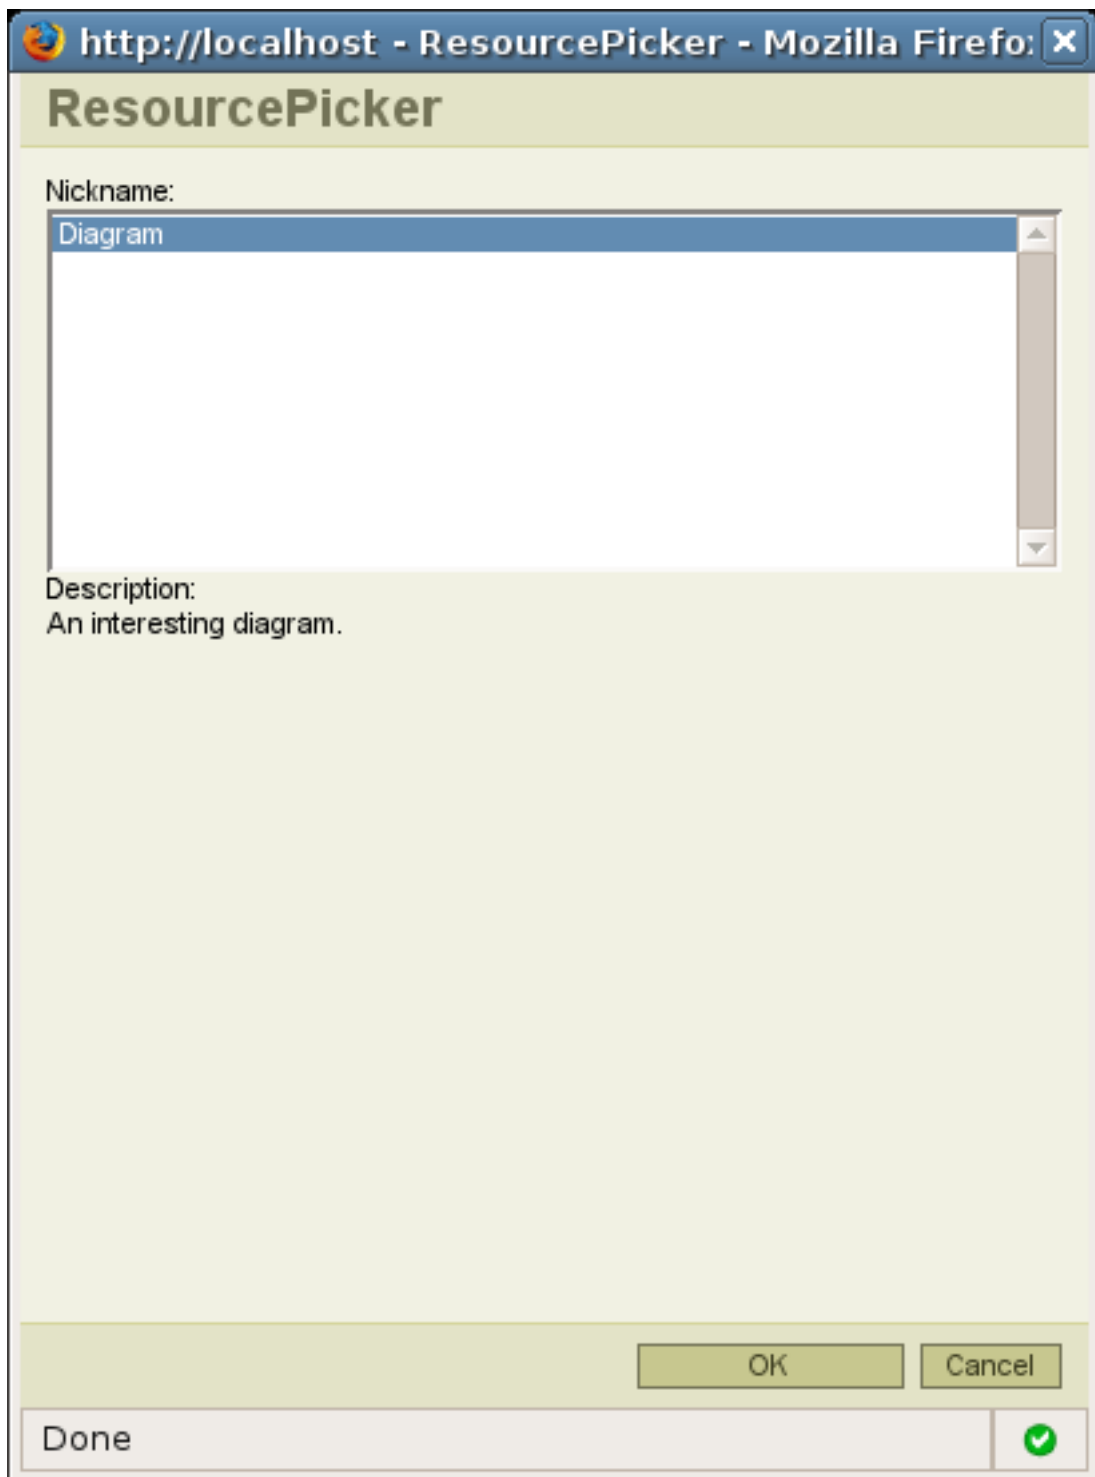 http://localhost - ResourcePicker - Mozilla Firefo
ResourcePicker
Nickname:
Diagram
Description:
An interesting diagram.
OK
Cancel
Done